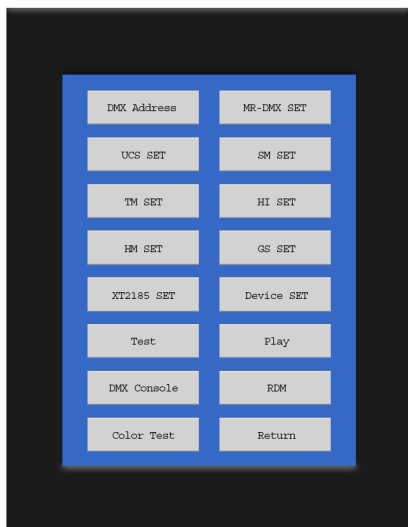 DMX Address
MR-DMX SET
UCS SET
SM SET
TM SET
HI SET
HM SET
GS SET
XT2185 SET
Device SET
Test
Play
DMX Console
RDM
Color Test
Return